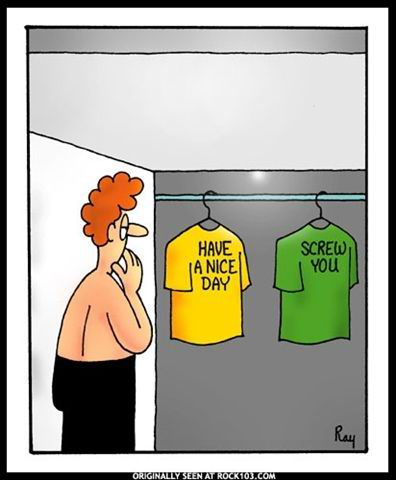 HAVE
A NICE
DAY
SCREW
YOU
Ray
ORIGINALLY SEEN AT ROCK103.COM